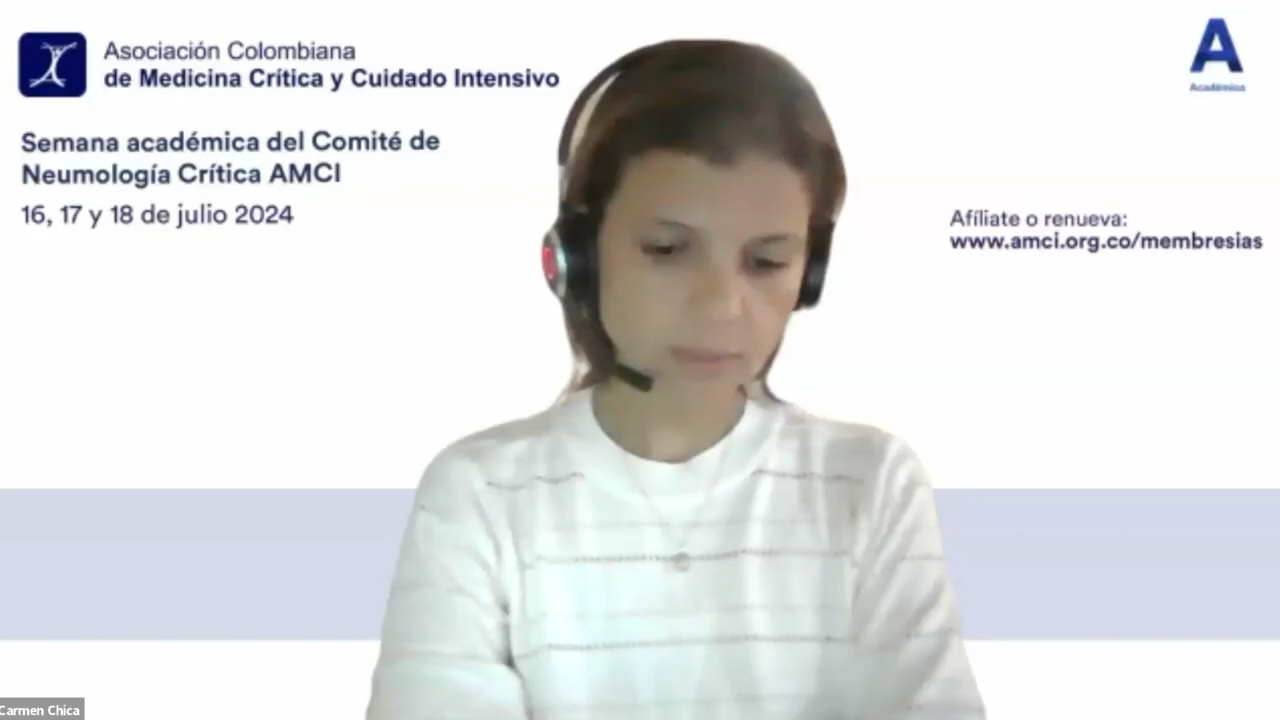 Asociación Colombiana
de Medicina Crítica y Cuidado Intensivo
Semana académica del Comité de
Neumología Crítica AMCI
16, 17 y 18 de julio 2024
A
Académico
Afíliate o renueva:
www.amci.org.co/membresias
Carmen Chica